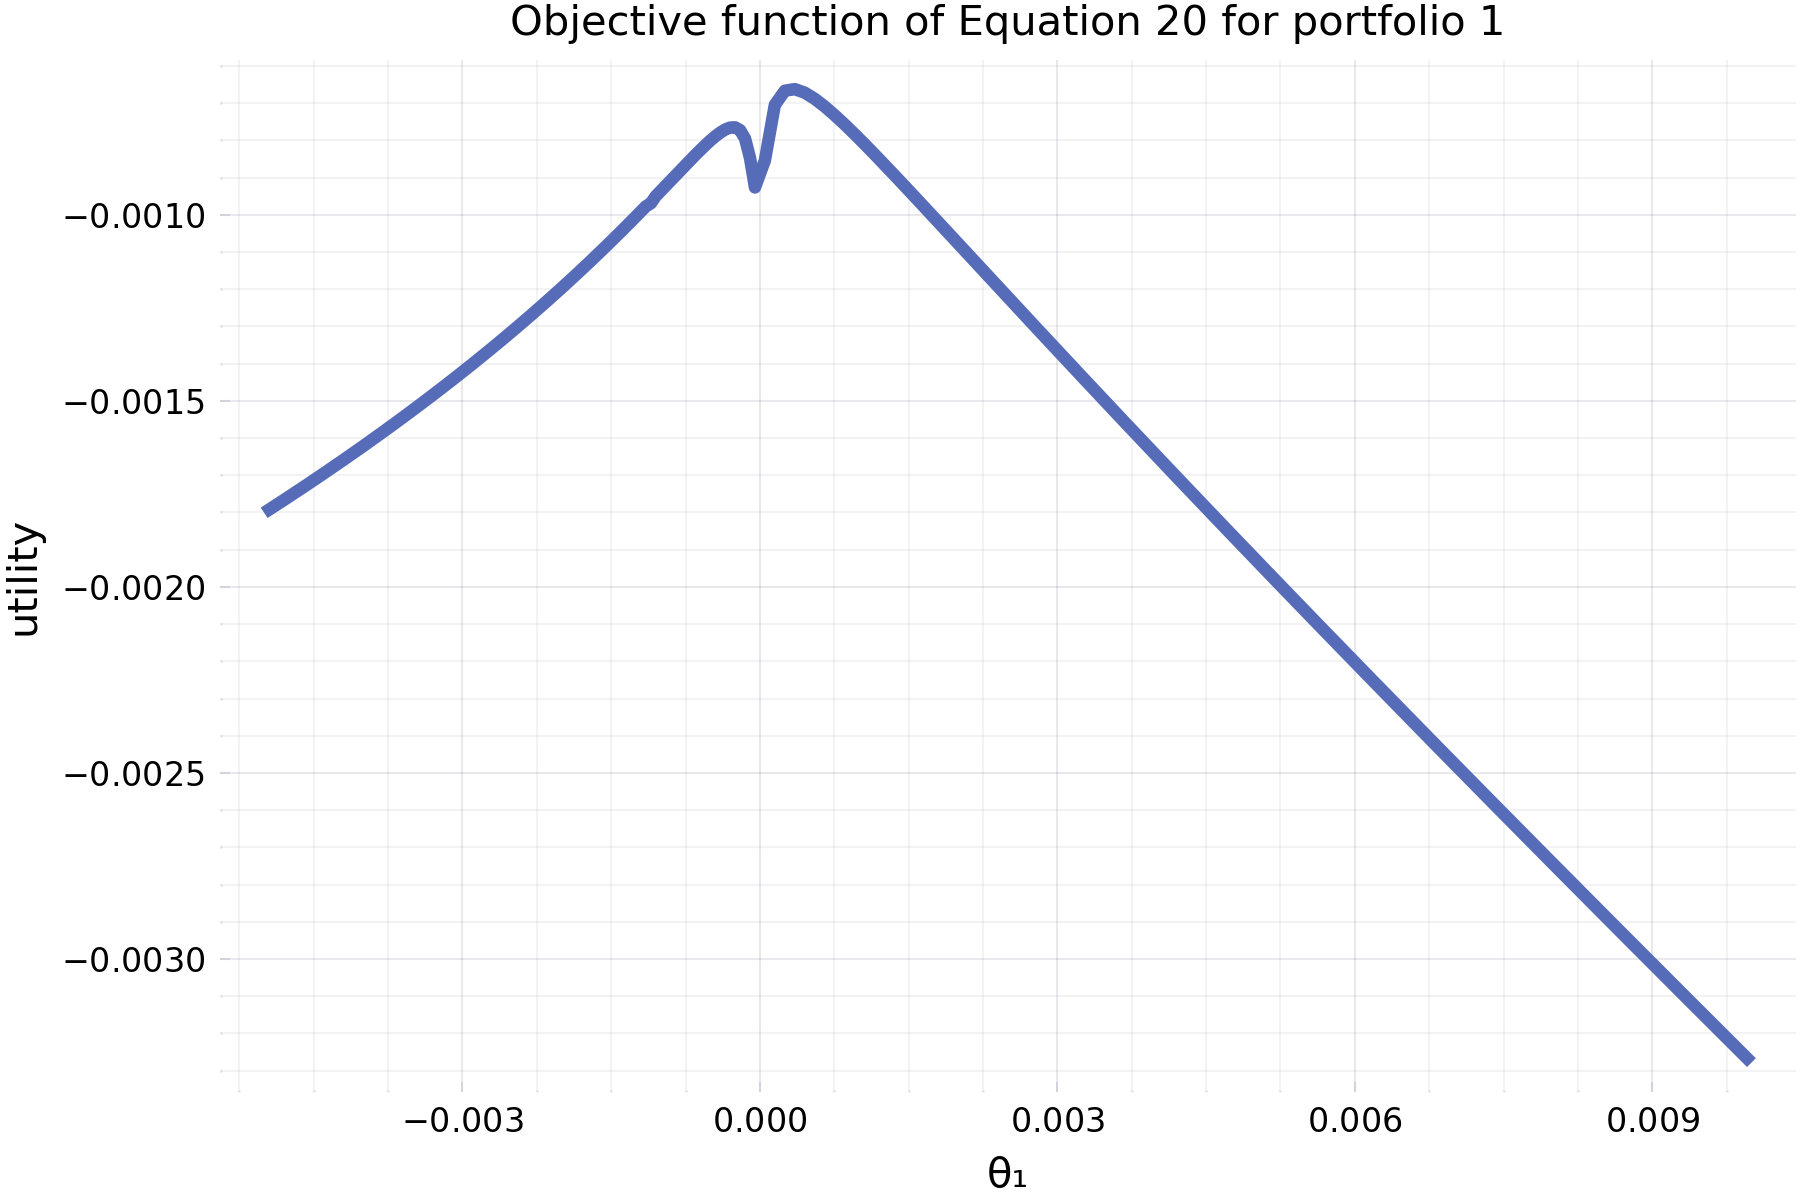 Objective function of Equation 20 for portfolio 1
utility
−0.0010
−0.0015
−0.0020
−0.0025
−0.0030
−0.003 0.000 0.003 0.006 0.009
θ₁